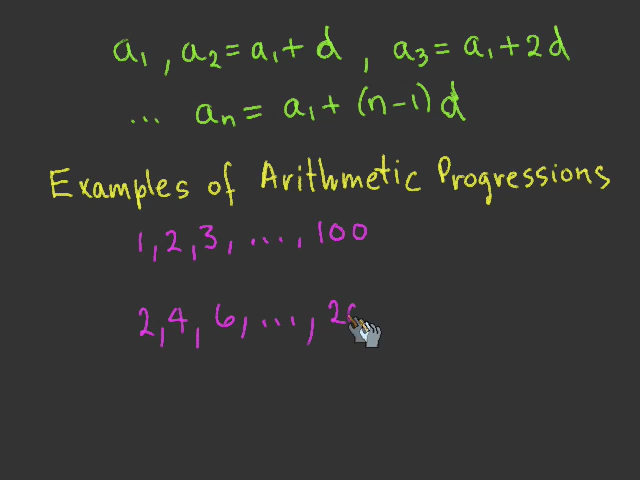 a₁ , a₂ = a₁ + d , a₃ = a₁ + 2d
... aₙ = a₁ + (n-1) d
Examples of Arithmetic Progressions
1, 2, 3, ..., 100
2, 4, 6, ..., 2